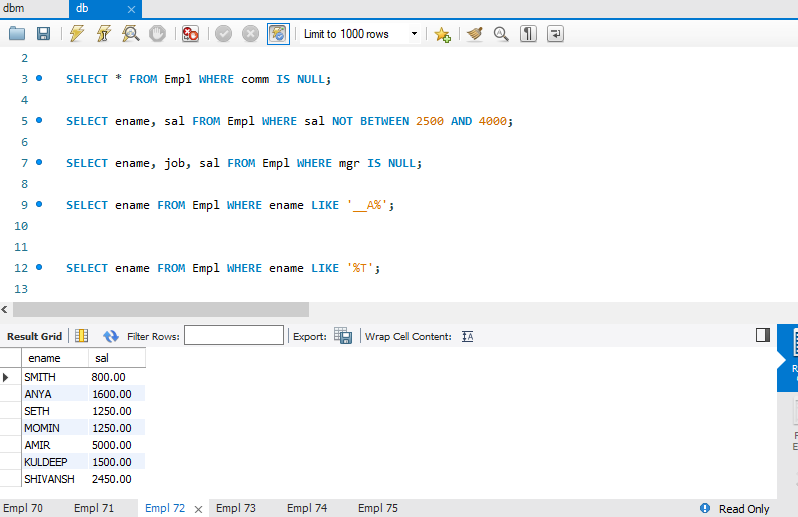 dbm db
Limit to 1000 rows
2
3 SELECT * FROM Empl WHERE comm IS NULL;
4
5 SELECT ename, sal FROM Empl WHERE sal NOT BETWEEN 2500 AND 4000;
6
7 SELECT ename, job, sal FROM Empl WHERE mgr IS NULL;
8
9 SELECT ename FROM Empl WHERE ename LIKE '__A%';
10
11
12 SELECT ename FROM Empl WHERE ename LIKE '%T';
13
Result Grid Filter Rows: Export: Wrap Cell Content:
ename sal
SMITH 800.00
ANYA 1600.00
SETH 1250.00
MOMIN 1250.00
AMIR 5000.00
KULDEEP 1500.00
SHIVANSH 2450.00
Empl 70 Empl 71 Empl 72 Empl 73 Empl 74 Empl 75 Read Only